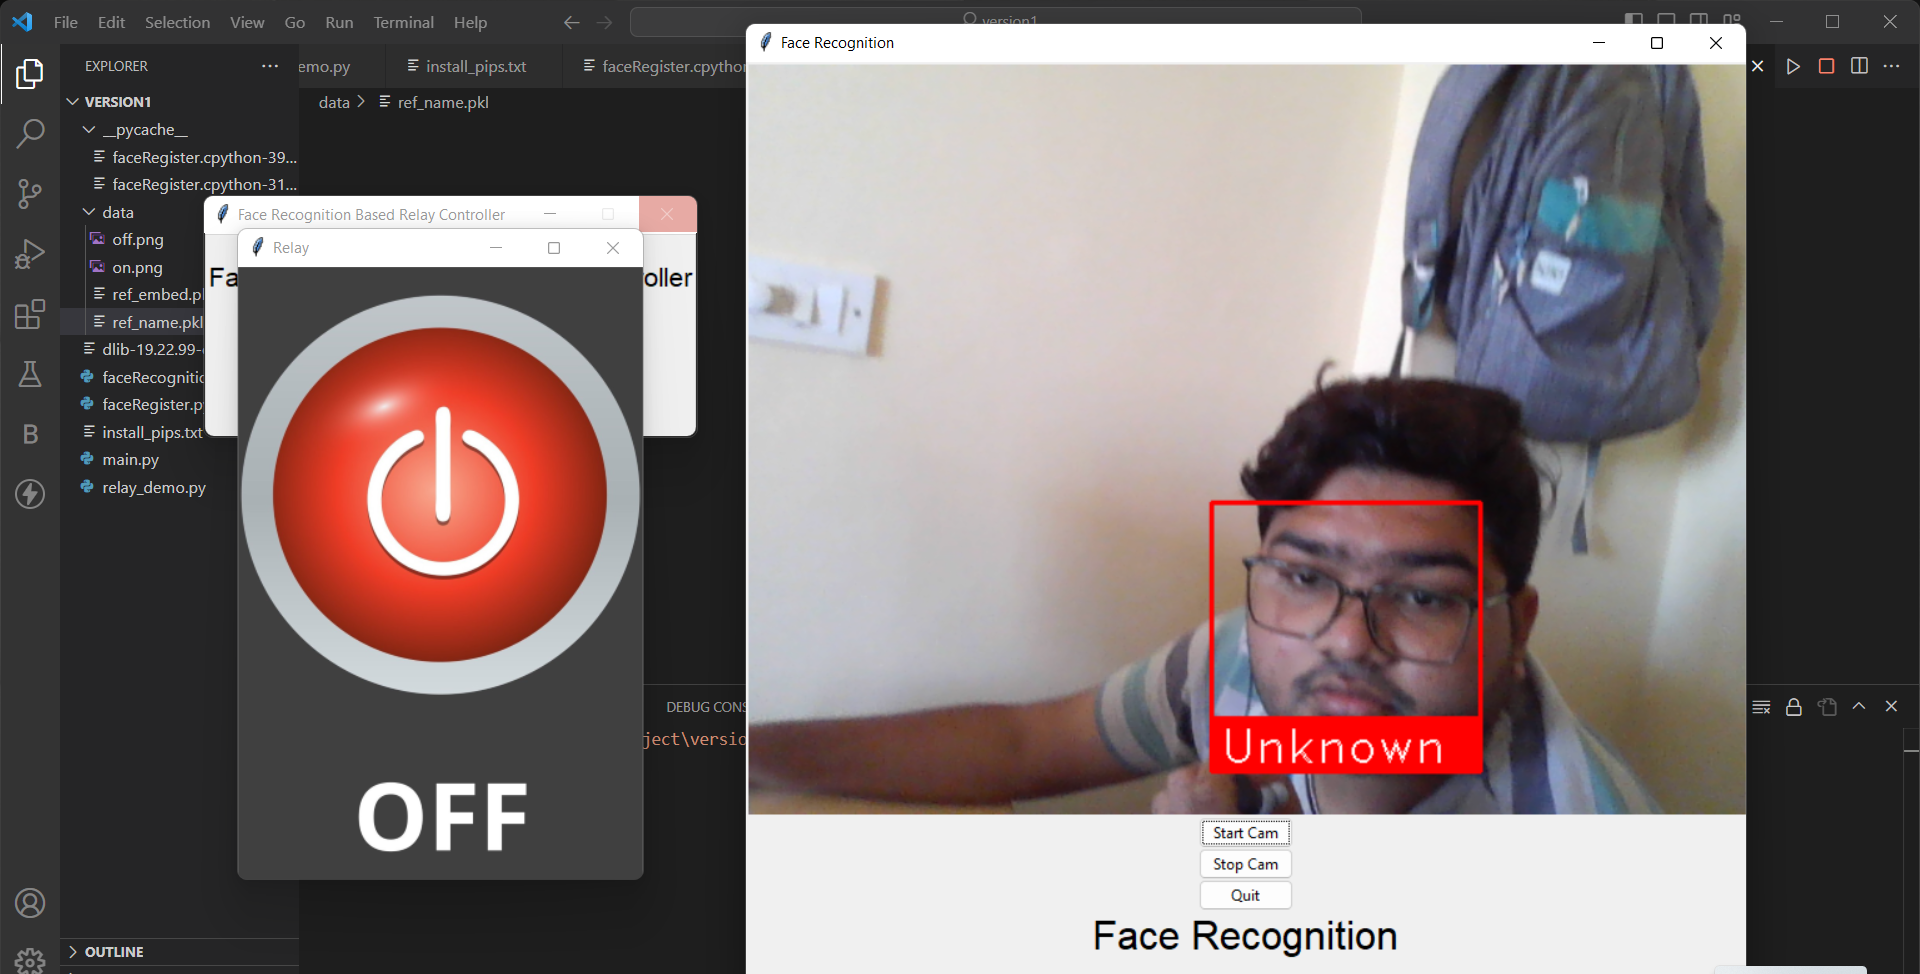 File Edit Selection View Go Run Terminal Help
version1
EXPLORER
emo.py
install_pips.txt
faceRegister.cpython
VERSION1
__pycache__
faceRegister.cpython-39...
faceRegister.cpython-31...
data
off.png
on.png
ref_embed.p
ref_name.pkl
dlib-19.22.99-
faceRecognitio
faceRegister.p
install_pips.txt
main.py
relay_demo.py
OUTLINE
data > ref_name.pkl
Face Recognition Based Relay Controller
Fa
oller
Relay
OFF
DEBUG CONS
ject\versio
Face Recognition
Unknown
Start Cam
Stop Cam
Quit
Face Recognition